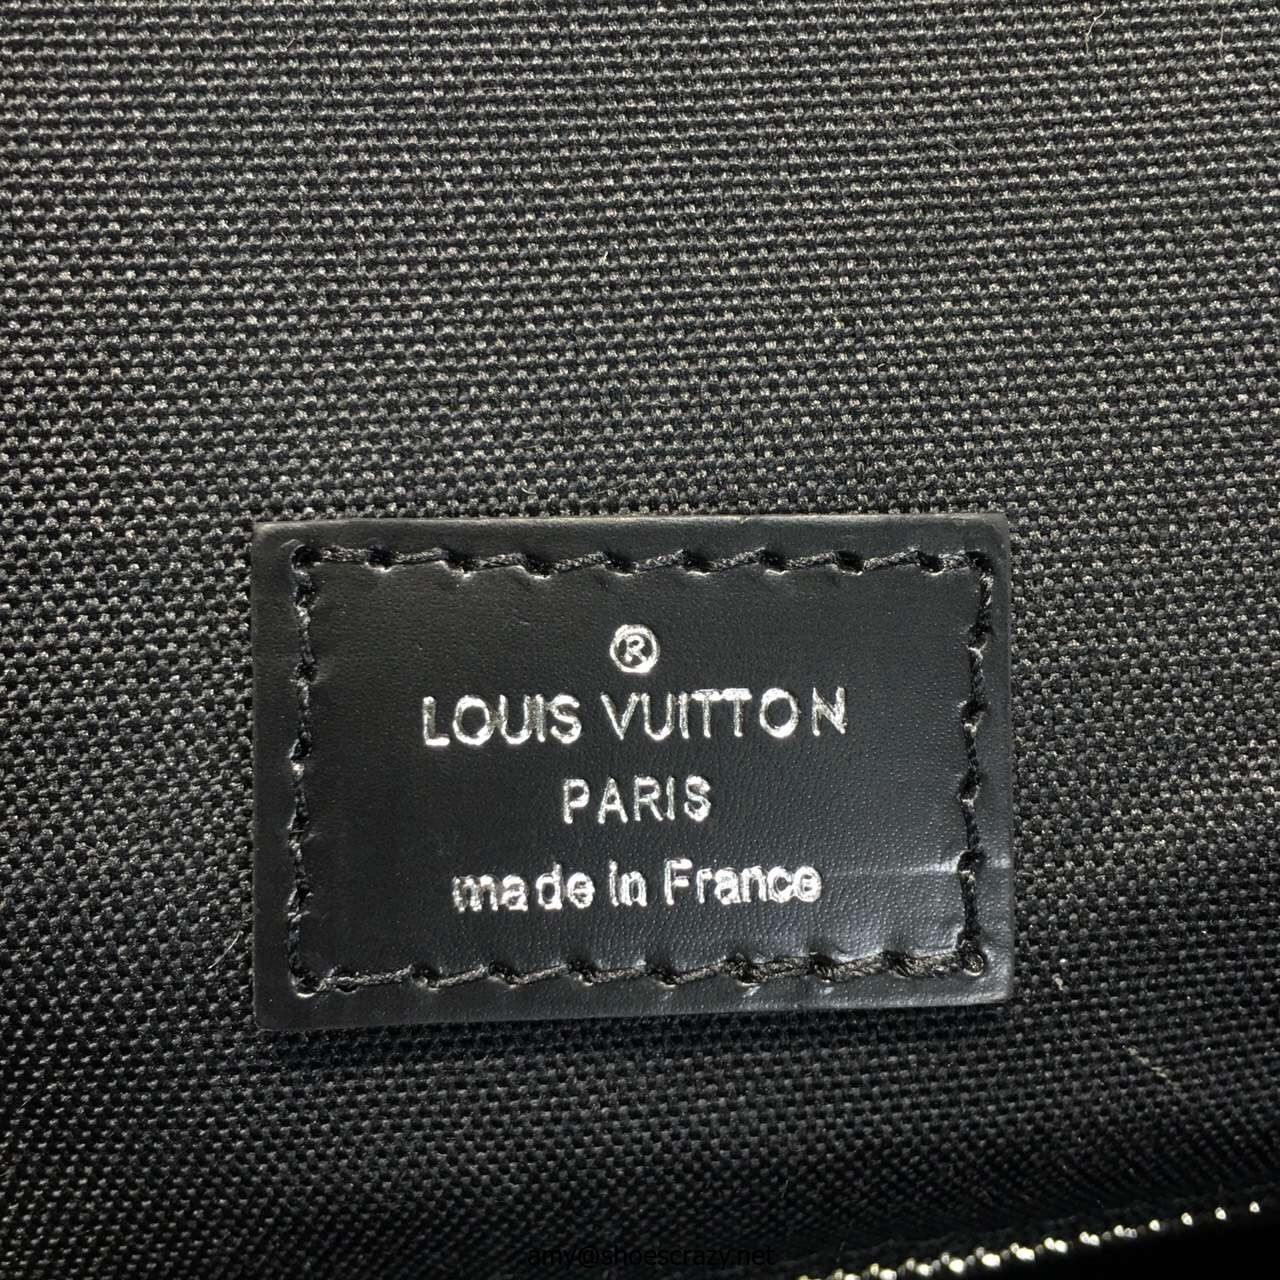 ®
LOUIS VUITTON
PARIS
made in France
amy@shoescrazy.net